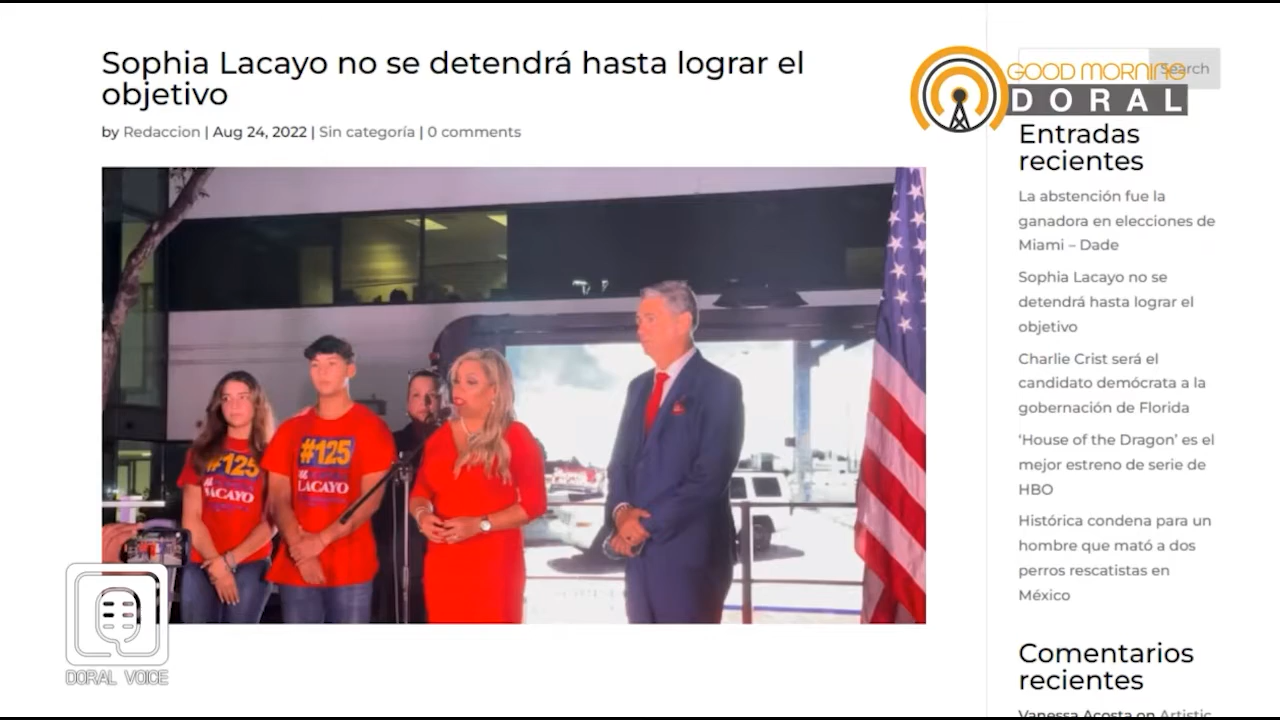 Sophia Lacayo no se detendrá hasta lograr el
objetivo
by Redaccion | Aug 24, 2022 | Sin categoría | 0 comments
#125
LACAYO
#125
LACAYO
DORAL VOICE
GOOD MORNING
DORAL
Search
Entradas
recientes
La abstención fue la
ganadora en elecciones de
Miami – Dade
Sophia Lacayo no se
detendrá hasta lograr el
objetivo
Charlie Crist será el
candidato demócrata a la
gobernación de Florida
‘House of the Dragon’ es el
mejor estreno de serie de
HBO
Histórica condena para un
hombre que mató a dos
perros rescatistas en
México
Comentarios
recientes
Vanessa Acosta on Artistic